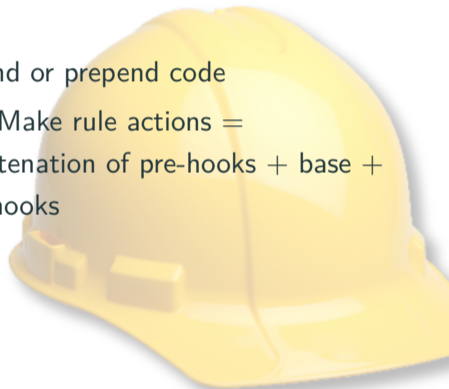 nd or prepend code
Make rule actions =
tenation of pre-hooks + base +
hooks